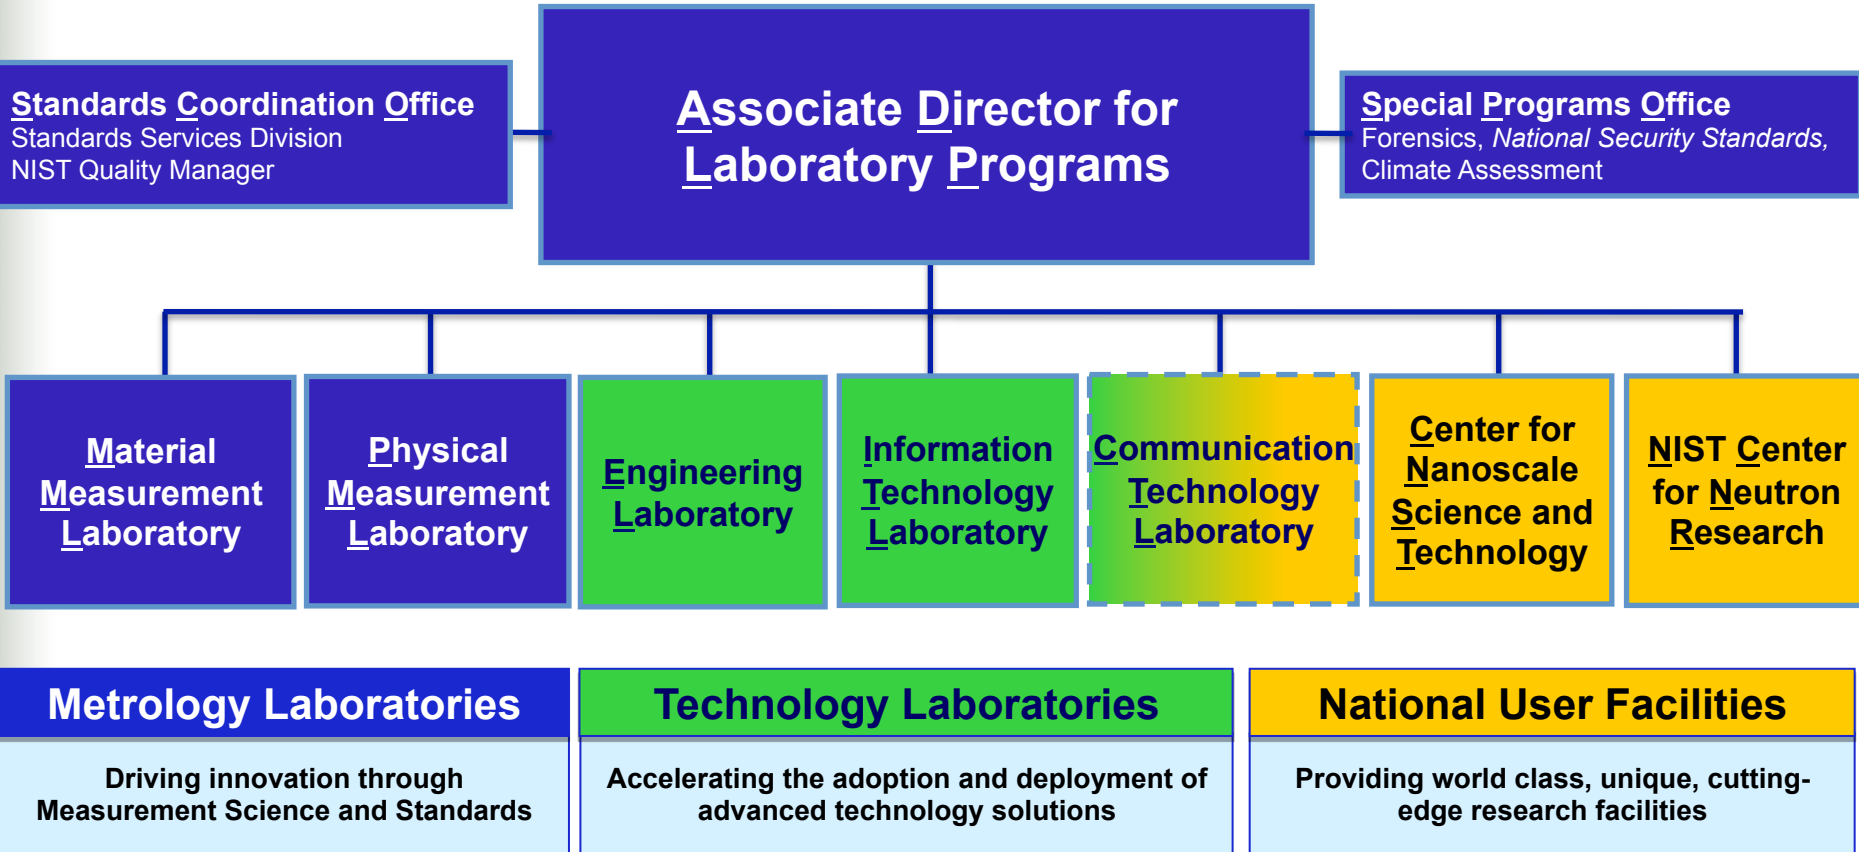 Standards Coordination Office
Standards Services Division
NIST Quality Manager
Associate Director for
Laboratory Programs
Special Programs Office
Forensics, National Security Standards,
Climate Assessment
Material
Measurement
Laboratory
Physical
Measurement
Laboratory
Engineering
Laboratory
Information
Technology
Laboratory
Communication
Technology
Laboratory
Center for
Nanoscale
Science and
Technology
NIST Center
for Neutron
Research
Metrology Laboratories
Driving innovation through
Measurement Science and Standards
Technology Laboratories
Accelerating the adoption and deployment of
advanced technology solutions
National User Facilities
Providing world class, unique, cutting-
edge research facilities